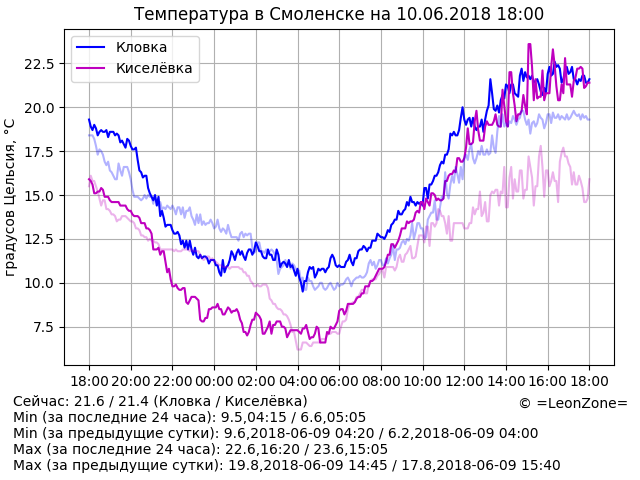 Температура в Смоленске на 10.06.2018 18:00
Кловка
Киселёвка
градусов Цельсия, °C
22.5
20.0
17.5
15.0
12.5
10.0
7.5
18:00 20:00 22:00 00:00 02:00 04:00 06:00 08:00 10:00 12:00 14:00 16:00 18:00
Сейчас: 21.6 / 21.4 (Кловка / Киселёвка)
© =LeonZone=
Min (за последние 24 часа): 9.5,04:15 / 6.6,05:05
Min (за предыдущие сутки): 9.6,2018-06-09 04:20 / 6.2,2018-06-09 04:00
Max (за последние 24 часа): 22.6,16:20 / 23.6,15:05
Max (за предыдущие сутки): 19.8,2018-06-09 14:45 / 17.8,2018-06-09 15:40